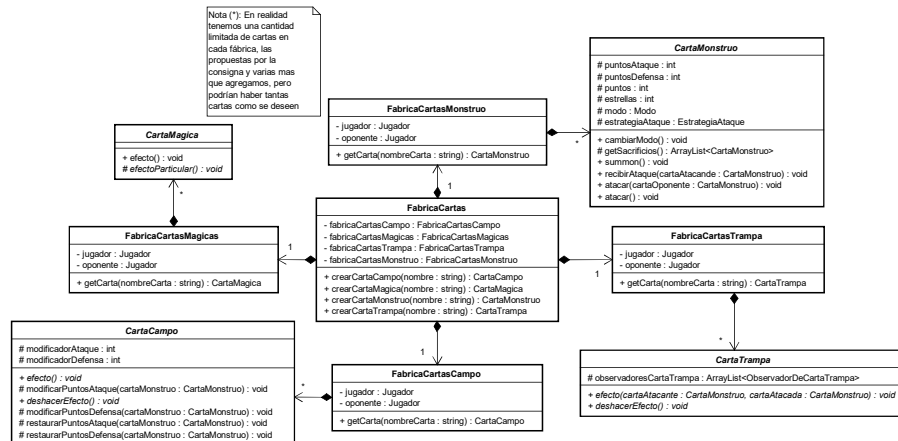 Nota (*): En realidad
tenemos una cantidad
limitada de cartas en
cada fábrica, las
propuestas por la
consigna y varias mas
que agregamos, pero
podrían haber tantas
cartas como se deseen
CartaMonstruo
# puntosAtaque : int
# puntosDefensa : int
# puntos : int
# estrellas : int
# modo : Modo
# estrategiaAtaque : EstrategiaAtaque
+ cambiarModo() : void
# getSacrificios() : ArrayList<CartaMonstruo>
+ summon() : void
+ recibirAtaque(cartaAtacande : CartaMonstruo) : void
+ atacar(cartaOponente : CartaMonstruo) : void
+ atacar() : void
FabricaCartasMonstruo
- jugador : Jugador
- oponente : Jugador
+ getCarta(nombreCarta : string) : CartaMonstruo
*
1
CartaMagica
+ efecto() : void
# efectoParticular() : void
*
FabricaCartas
- fabricaCartasCampo : FabricaCartasCampo
- fabricaCartasMagicas : FabricaCartasMagicas
- fabricaCartasTrampa : FabricaCartasTrampa
- fabricaCartasMonstruo : FabricaCartasMonstruo
+ crearCartaCampo(nombre : string) : CartaCampo
+ crearCartaMagica(nombre : string) : CartaMagica
+ crearCartaMonstruo(nombre : string) : CartaMonstruo
+ crearCartaTrampa(nombre : string) : CartaTrampa
FabricaCartasMagicas
- jugador : Jugador
- oponente : Jugador
+ getCarta(nombreCarta : string) : CartaMagica
1
FabricaCartasTrampa
- jugador : Jugador
- oponente : Jugador
+ getCarta(nombreCarta : string) : CartaTrampa
1
*
CartaCampo
# modificadorAtaque : int
# modificadorDefensa : int
+ efecto() : void
# modificarPuntosAtaque(cartaMonstruo : CartaMonstruo) : void
+ deshacerEfecto() : void
# modificarPuntosDefensa(cartaMonstruo : CartaMonstruo) : void
# restaurarPuntosAtaque(cartaMonstruo : CartaMonstruo) : void
# restaurarPuntosDefensa(cartaMonstruo : CartaMonstruo) : void
*
1
FabricaCartasCampo
- jugador : Jugador
- oponente : Jugador
+ getCarta(nombreCarta : string) : CartaCampo
CartaTrampa
# observadoresCartaTrampa : ArrayList<ObservadorDeCartaTrampa>
+ efecto(cartaAtacante : CartaMonstruo, cartaAtacada : CartaMonstruo) : void
+ deshacerEfecto() : void